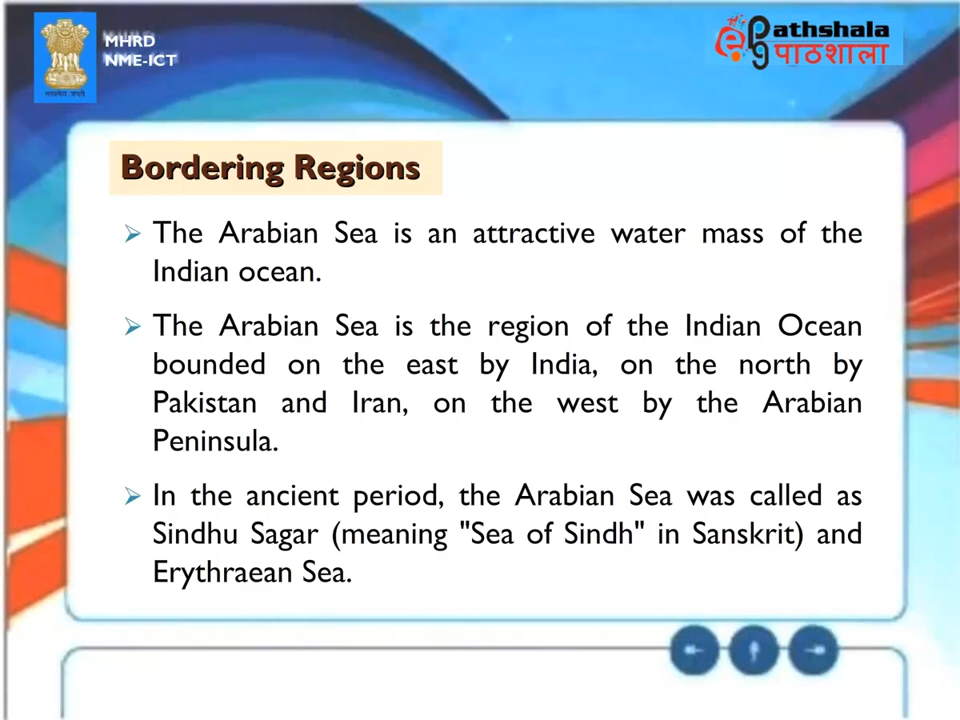 MHRD
NME-ICT
ePathshala
पाठशाला
Bordering Regions
The Arabian Sea is an attractive water mass of the
Indian ocean.
The Arabian Sea is the region of the Indian Ocean
bounded on the east by India, on the north by
Pakistan and Iran, on the west by the Arabian
Peninsula.
In the ancient period, the Arabian Sea was called as
Sindhu Sagar (meaning "Sea of Sindh" in Sanskrit) and
Erythraean Sea.